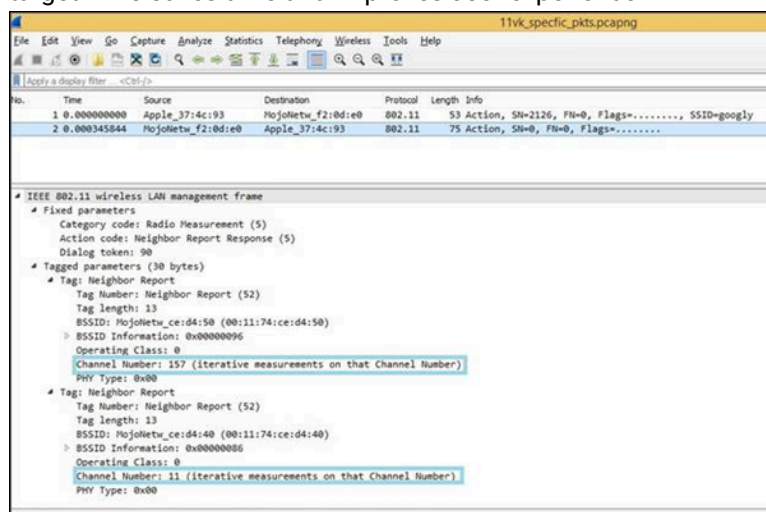 11vk_specfic_pkts.pcapng
File Edit View Go Capture Analyze Statistics Telephony Wireless Tools Help
Apply a display filter ... <Ctrl-/>
No. Time Source Destination Protocol Length Info
1 0.000000000 Apple_37:4c:93 MojoNetw_f2:0d:e0 802.11 53 Action, SN=2126, FN=0, Flags=........, SSID=googly
2 0.000345844 MojoNetw_f2:0d:e0 Apple_37:4c:93 802.11 75 Action, SN=0, FN=0, Flags=........
IEEE 802.11 wireless LAN management frame
Fixed parameters
Category code: Radio Measurement (5)
Action code: Neighbor Report Response (5)
Dialog token: 90
Tagged parameters (30 bytes)
Tag: Neighbor Report
Tag Number: Neighbor Report (52)
Tag length: 13
BSSID: MojoNetw_ce:d4:50 (00:11:74:ce:d4:50)
BSSID Information: 0x00000096
Operating Class: 0
Channel Number: 157 (iterative measurements on that Channel Number)
PHY Type: 0x00
Tag: Neighbor Report
Tag Number: Neighbor Report (52)
Tag length: 13
BSSID: MojoNetw_ce:d4:40 (00:11:74:ce:d4:40)
BSSID Information: 0x00000086
Operating Class: 0
Channel Number: 11 (iterative measurements on that Channel Number)
PHY Type: 0x00